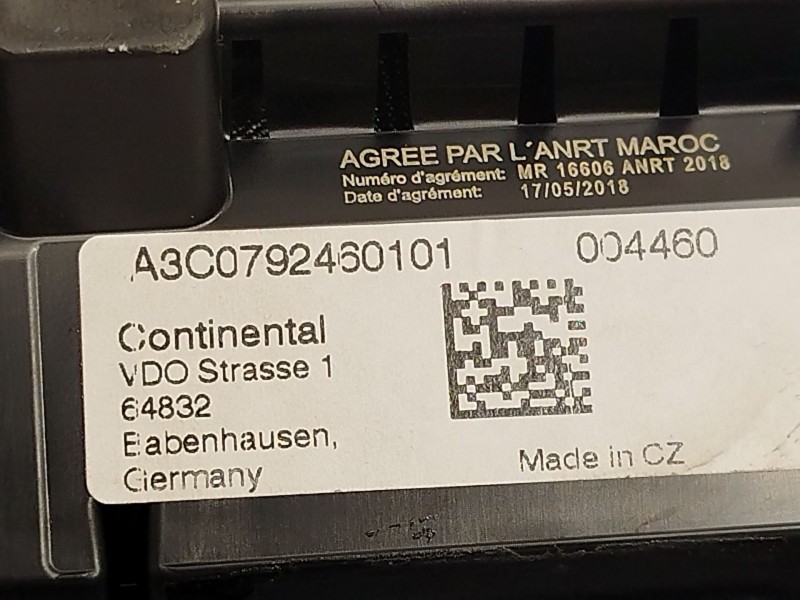 AGREE PAR L'ANRT MAROC
Numéro d'agrément: MR 16606 ANRT 2018
Date d'agrément: 17/05/2018
A3C0792460101 004460
Continental
VDO Strasse 1
64832
Babenhausen,
Germany
Made in CZ